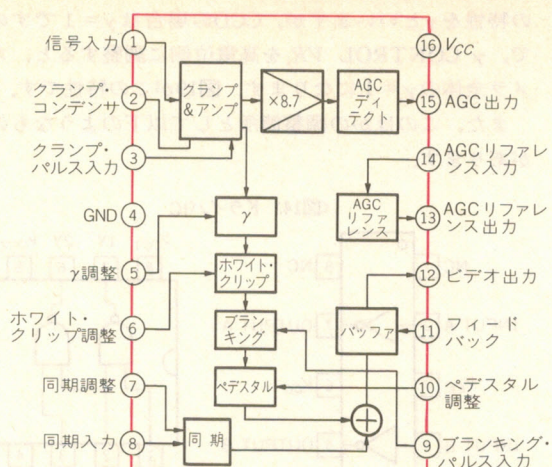 信号入力 1
クランプ・
コンデンサ 2
クランプ・
パルス入力 3
GND 4
γ調整 5
ホワイト・
クリップ調整 6
同期調整 7
同期入力 8
クランプ
&アンプ
×8.7
AGC
ディ
テクト
γ
AGC
リファ
レンス
ホワイト・
クリップ
ブラン
キング
バッファ
ペデスタル
同期
16 VCC
15 AGC出力
14 AGCリファレ
ンス入力
13 AGCリファレ
ンス出力
12 ビデオ出力
11 フィード
バック
10 ペデスタル
調整
9 ブランキング・
パルス入力